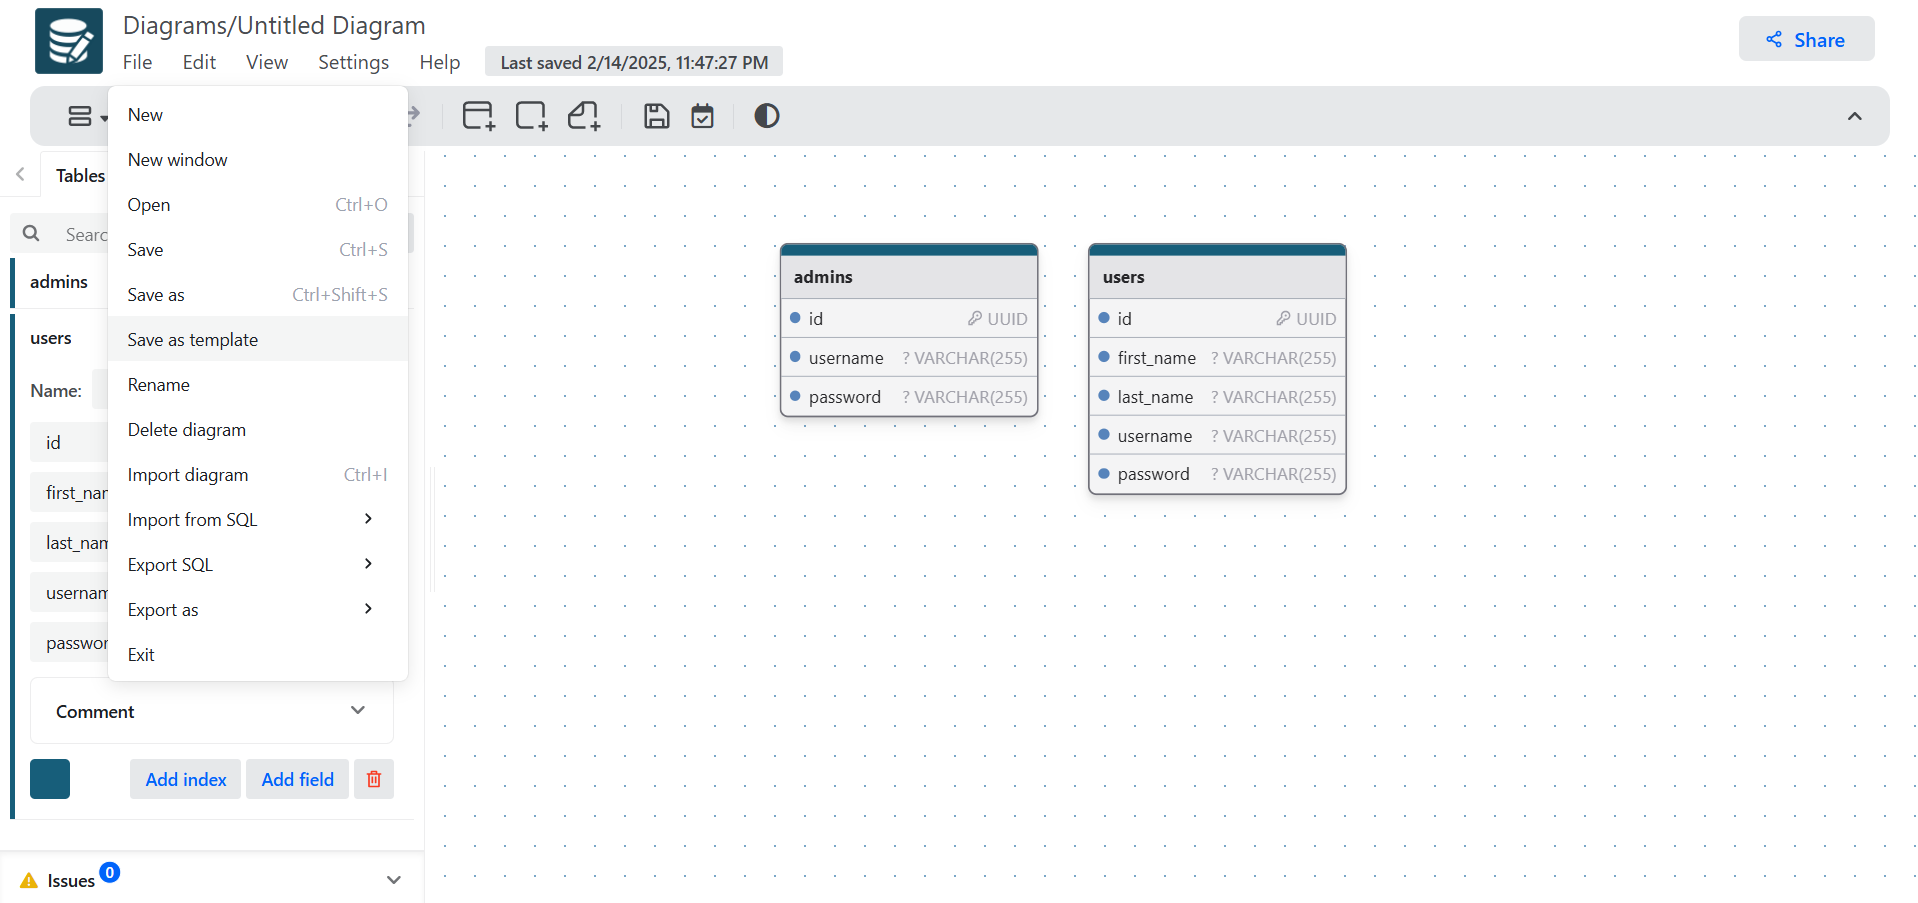 Diagrams/Untitled Diagram
File Edit View Settings Help Last saved 2/14/2025, 11:47:27 PM
Share
New
New window
Open Ctrl+O
Save Ctrl+S
Save as Ctrl+Shift+S
Save as template
Rename
Delete diagram
Import diagram Ctrl+I
Import from SQL
Export SQL
Export as
Exit
Tables
Searc
admins
users
Name:
id
first_nam
last_nam
usernam
passwor
Comment
Add index Add field
Issues 0
admins
id UUID
username ? VARCHAR(255)
password ? VARCHAR(255)
users
id UUID
first_name ? VARCHAR(255)
last_name ? VARCHAR(255)
username ? VARCHAR(255)
password ? VARCHAR(255)